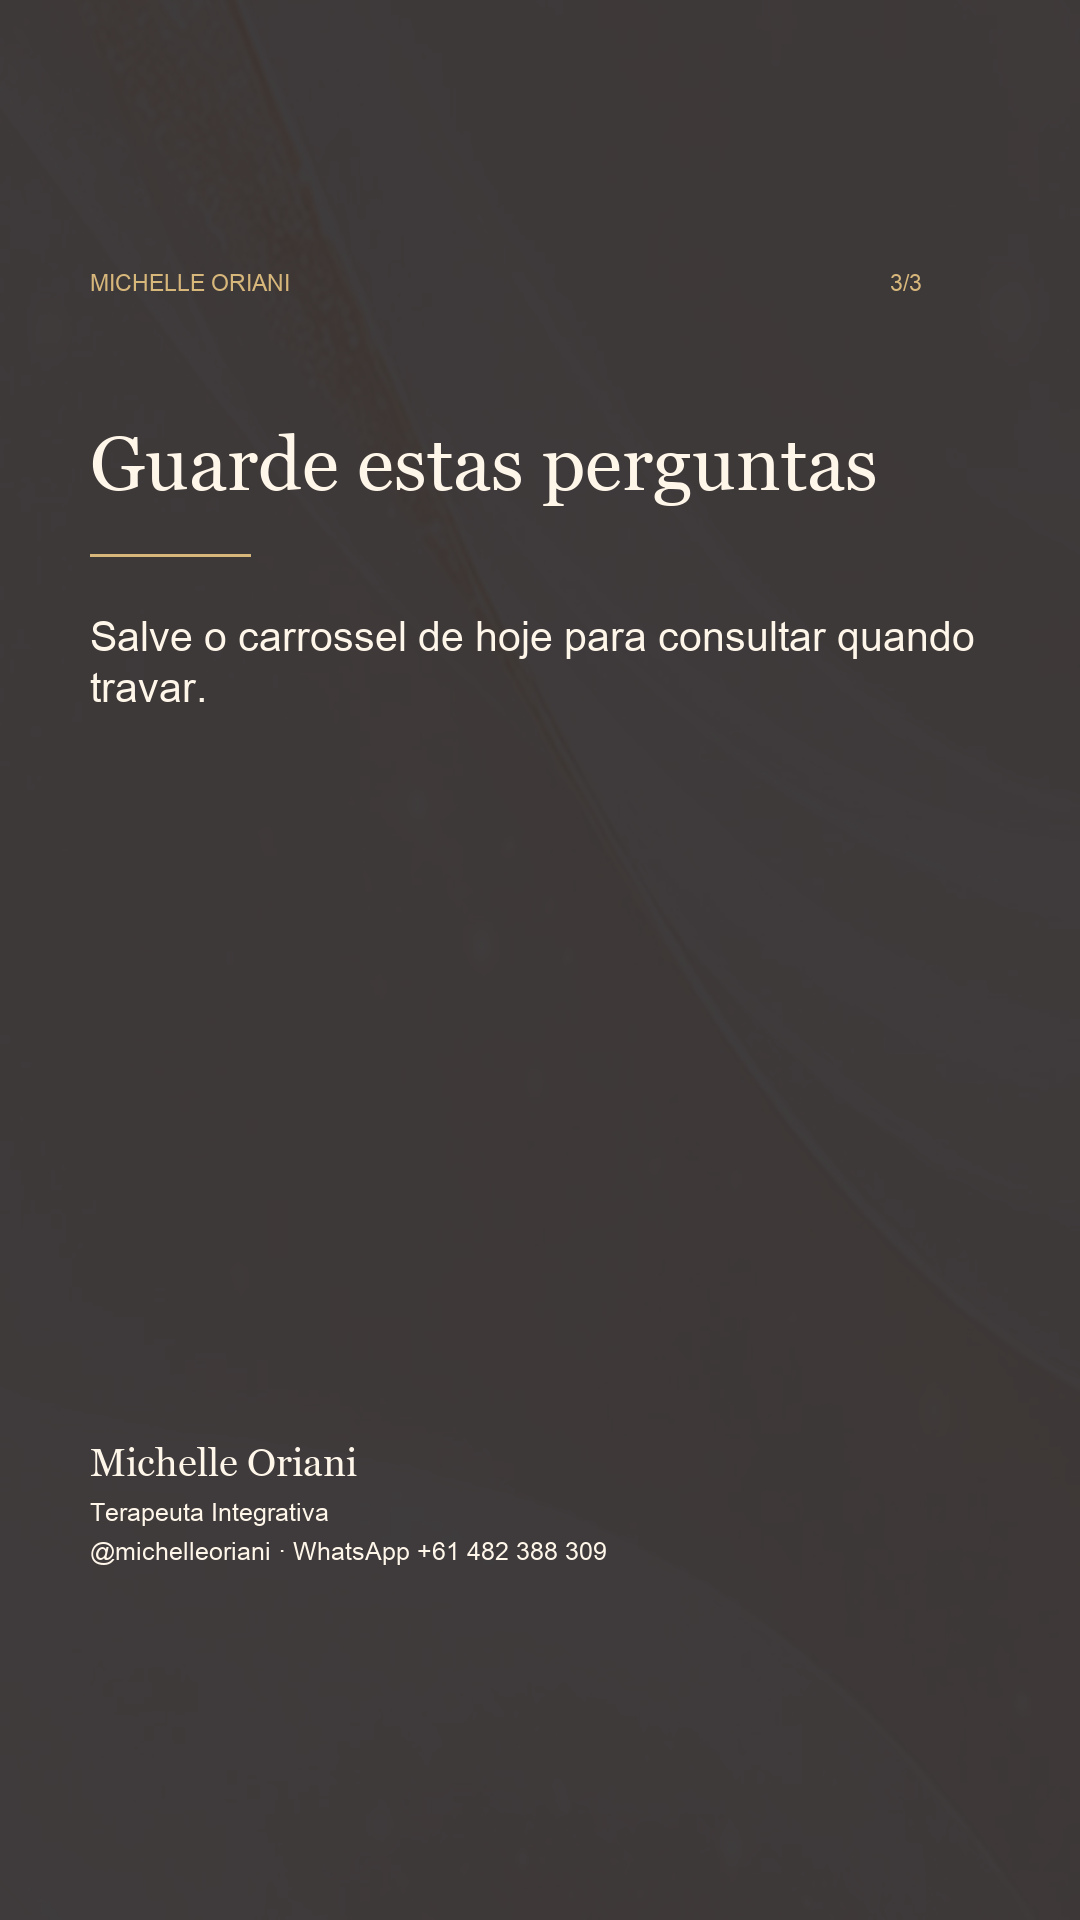 MICHELLE ORIANI 3/3
Guarde estas perguntas
Salve o carrossel de hoje para consultar quando
travar.
Michelle Oriani
Terapeuta Integrativa
@michelleoriani · WhatsApp +61 482 388 309